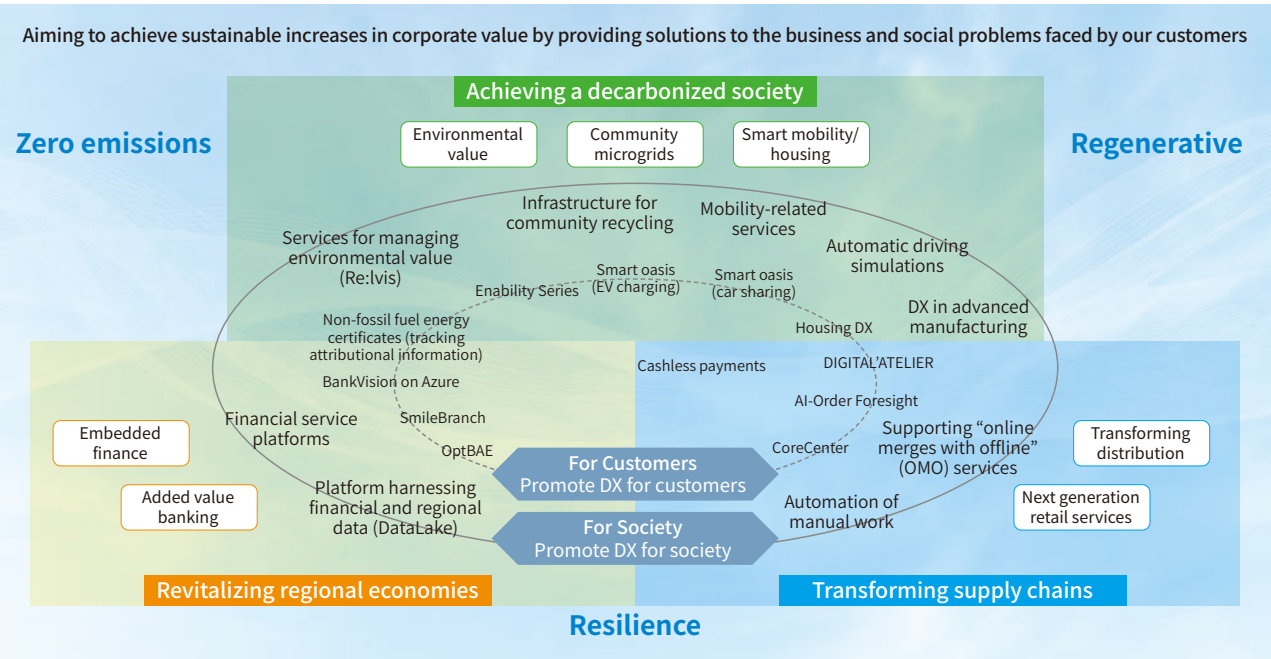 Aiming to achieve sustainable increases in corporate value by providing solutions to the business and social problems faced by our customers
Achieving a decarbonized society
Zero emissions
Regenerative
Environmental
value
Community
microgrids
Smart mobility/
housing
Infrastructure for
community recycling
Mobility-related
services
Services for managing
environmental value
(Re:lvis)
Automatic driving
simulations
Enability Series
Smart oasis
(EV charging)
Smart oasis
(car sharing)
DX in advanced
manufacturing
Non-fossil fuel energy
certificates (tracking
attributional information)
Housing DX
Cashless payments
DIGITAL’ATELIER
BankVision on Azure
AI-Order Foresight
Financial service
platforms
SmileBranch
OptBAE
CoreCenter
Supporting “online
merges with offline”
(OMO) services
Embedded
finance
Added value
banking
Transforming
distribution
Next generation
retail services
For Customers
Promote DX for customers
Platform harnessing
financial and regional
data (DataLake)
Automation of
manual work
For Society
Promote DX for society
Revitalizing regional economies
Transforming supply chains
Resilience